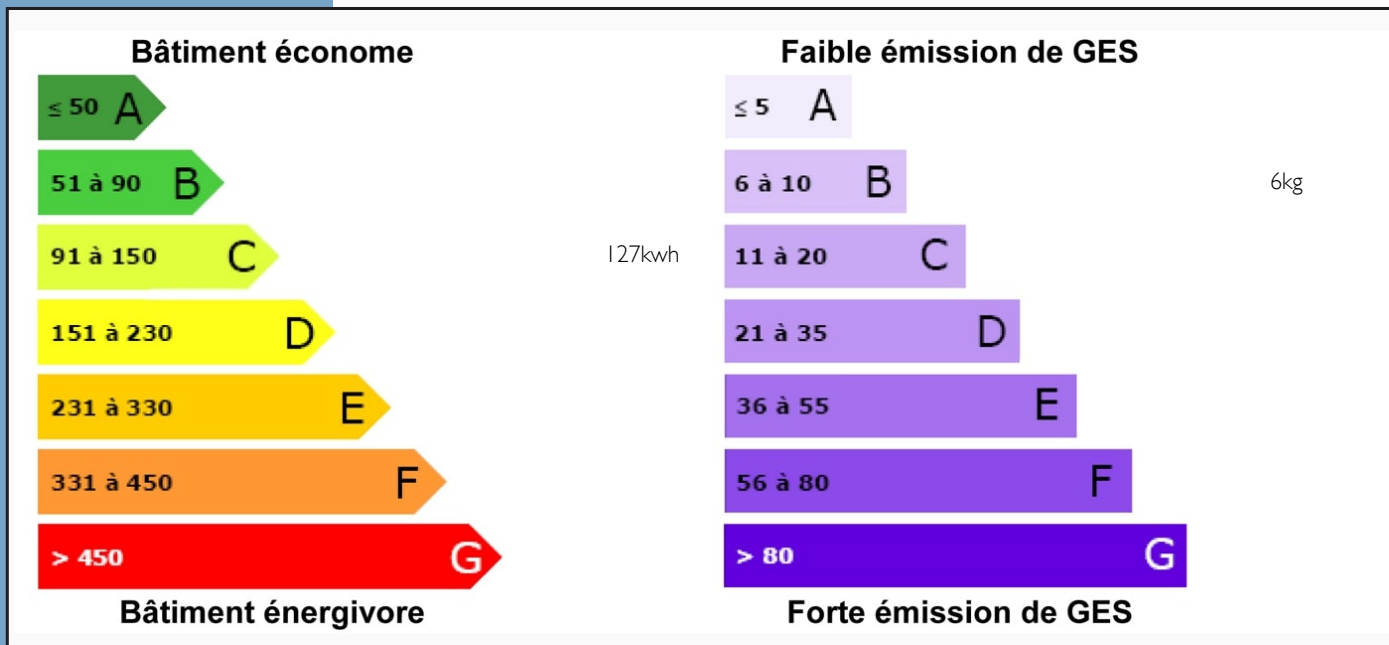 Bâtiment économe
≤ 50 A
51 à 90 B
91 à 150 C
127kwh
151 à 230 D
231 à 330 E
331 à 450 F
> 450 G
Bâtiment énergivore
Faible émission de GES
≤ 5 A
6 à 10 B
6kg
11 à 20 C
21 à 35 D
36 à 55 E
56 à 80 F
> 80 G
Forte émission de GES